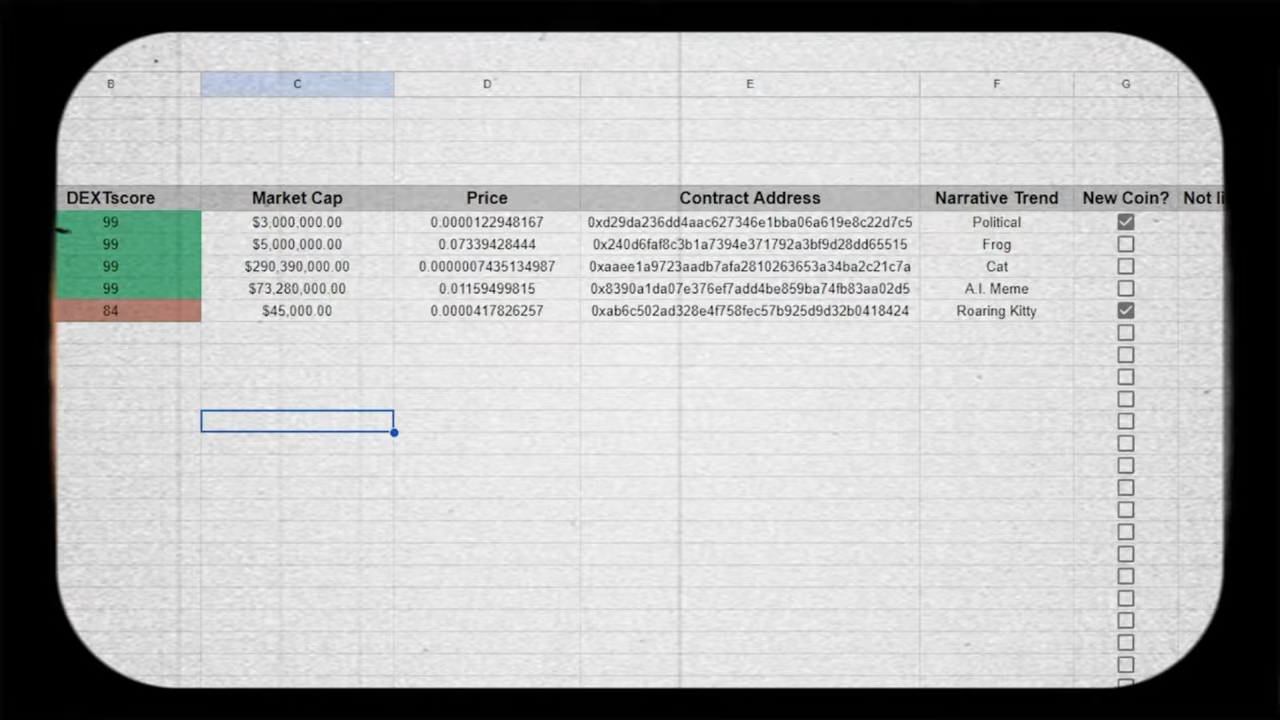 B C D E F G
DEXTscore Market Cap Price Contract Address Narrative Trend New Coin? Not li
99 $3,000,000.00 0.0000122948167 0xd29da236dd4aac627346e1bba06a619e8c22d7c5 Political
99 $5,000,000.00 0.07339428444 0x240d6faf8c3b1a7394e371792a3bf9d28dd65515 Frog
99 $290,390,000.00 0.0000007435134987 0xaaee1a9723aadb7afa2810263653a34ba2c21c7a Cat
99 $73,280,000.00 0.01159499815 0x8390a1da07e376ef7add4be859ba74fb83aa02d5 A.I. Meme
84 $45,000.00 0.0000417826257 0xab6c502ad328e4f758fec57b925d9d32b0418424 Roaring Kitty